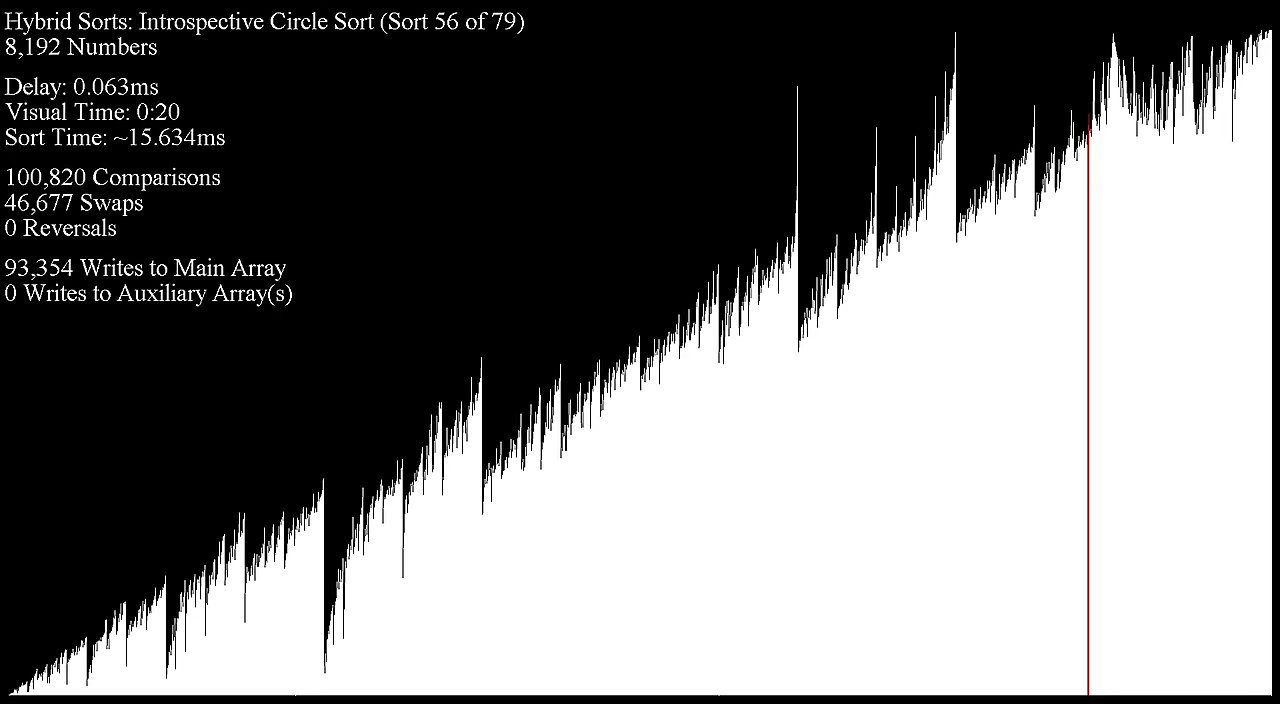 Hybrid Sorts: Introspective Circle Sort (Sort 56 of 79)
8,192 Numbers
Delay: 0.063ms
Visual Time: 0:20
Sort Time: ~15.634ms
100,820 Comparisons
46,677 Swaps
0 Reversals
93,354 Writes to Main Array
0 Writes to Auxiliary Array(s)